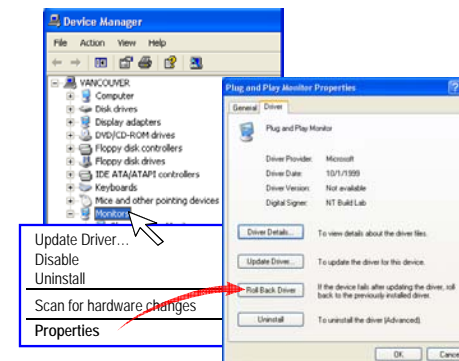 Device Manager
File Action View Help
VANCOUVER
Computer
Disk drives
Display adapters
DVD/CD-ROM drives
Floppy disk controllers
Floppy disk drives
IDE ATA/ATAPI controllers
Keyboards
Mice and other pointing devices
Monitors
Update Driver...
Disable
Uninstall
Scan for hardware changes
Properties
Plug and Play Monitor Properties
General Driver
Plug and Play Monitor
Driver Provider: Microsoft
Driver Date: 10/1/1999
Driver Version: Not available
Digital Signer: NT Build Lab
Driver Details... To view details about the driver files.
Update Driver... To update the driver for this device.
Roll Back Driver If the device fails after updating the driver, roll
back to the previously installed driver.
Uninstall To uninstall the driver (Advanced).
OK Cance